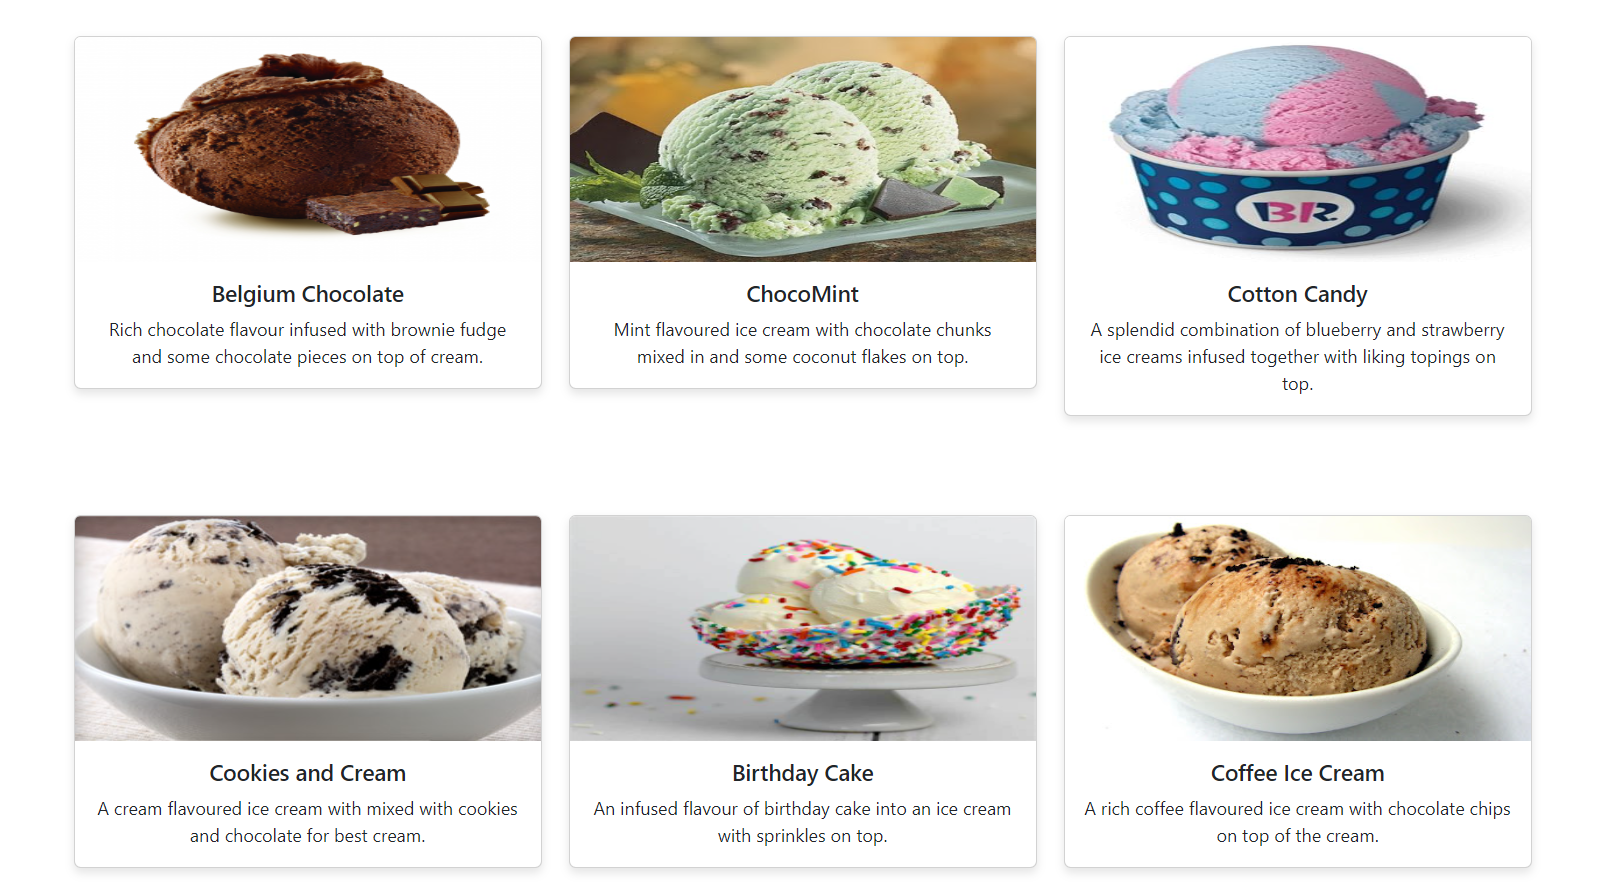 BR
Belgium Chocolate
Rich chocolate flavour infused with brownie fudge
and some chocolate pieces on top of cream.
ChocoMint
Mint flavoured ice cream with chocolate chunks
mixed in and some coconut flakes on top.
Cotton Candy
A splendid combination of blueberry and strawberry
ice creams infused together with liking topings on
top.
Cookies and Cream
A cream flavoured ice cream with mixed with cookies
and chocolate for best cream.
Birthday Cake
An infused flavour of birthday cake into an ice cream
with sprinkles on top.
Coffee Ice Cream
A rich coffee flavoured ice cream with chocolate chips
on top of the cream.